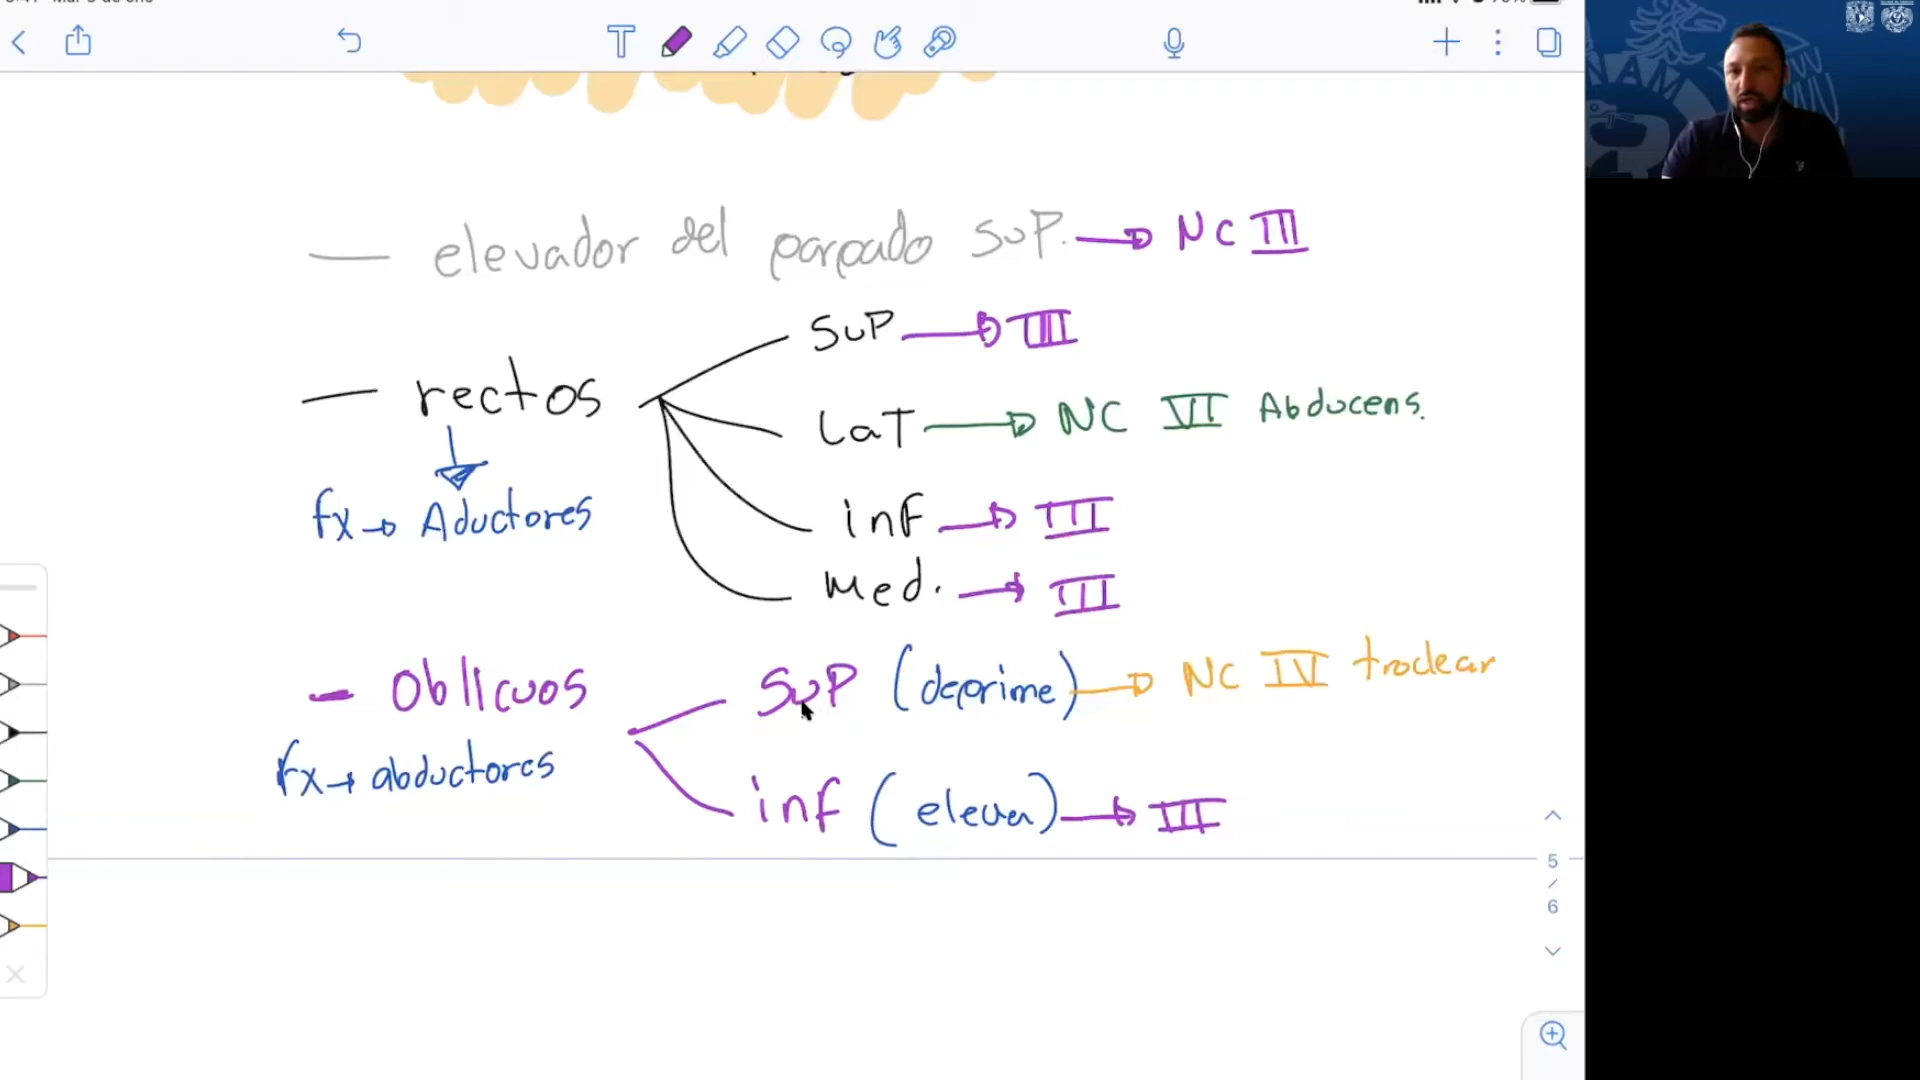 — elevador del parpado SuP. → NC III
SuP → III
— rectos
LaT → NC VI Abducens.
fx → Aductores
inf → III
Med. → III
- Oblicuos
SuP (deprime) → NC IV troclear
fx → abductores
inf (eleva) → III
5
/
6